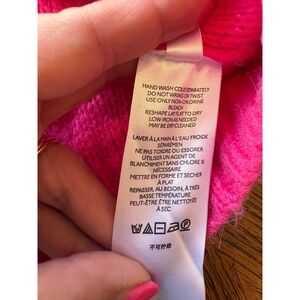 HAND WASH COLD SEPARATELY
DO NOT WRING OR TWIST
USE ONLY NON-CHLORINE
BLEACH
RESHAPE LAY FLAT TO DRY
LOW IRON AS NEEDED
MAY BE DRY CLEANED
LAVER À LA MAIN À L'EAU FROIDE
SÉPARÉMEN
NE PAS TORDRE OU ESSORER
UTILISER UN AGENT DE
BLANCHIMENT SANS CHLORE SI
NÉCESSAIRE
METTRE EN FORME ET SÉCHER
À PLAT
REPASSER, AU BESOIN, À TRÈS
BASSE TEMPÉRATURE
PEUT-ÊTRE ÊTRE NETTOYÉE
À SEC
不可拧绞